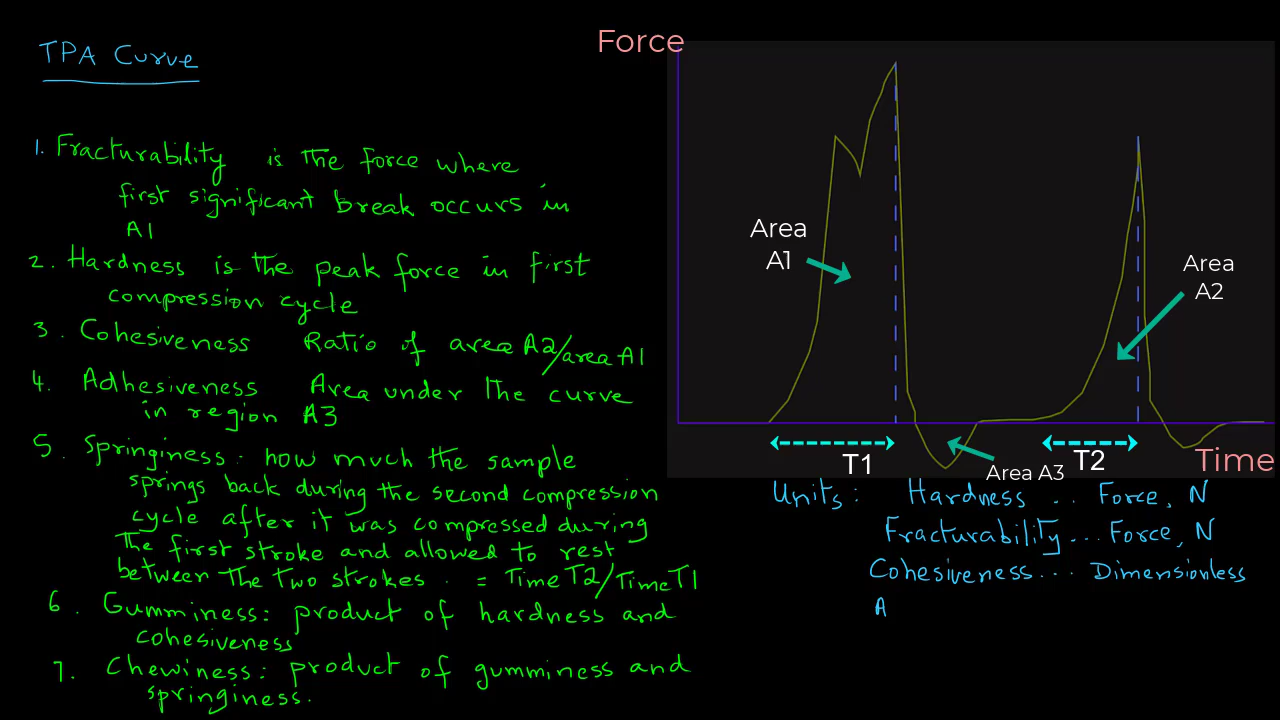 TPA Curve
1. Fracturability is the force where
first significant break occurs in
A1
2. Hardness is the peak force in first
compression cycle
3. Cohesiveness Ratio of area A2/area A1
4. Adhesiveness Area under the curve
in region A3
5. Springiness. how much the sample
springs back during the second compression
cycle after it was compressed during
the first stroke and allowed to rest
between the two strokes. = Time T2/Time T1
6. Gumminess: product of hardness and
cohesiveness
7. Chewiness: product of gumminess and
springiness.
Force
Area
A1
Area
A2
T1
T2
Area A3
Time
Units: Hardness .. Force, N
Fracturability... Force, N
Cohesiveness... Dimensionless
A